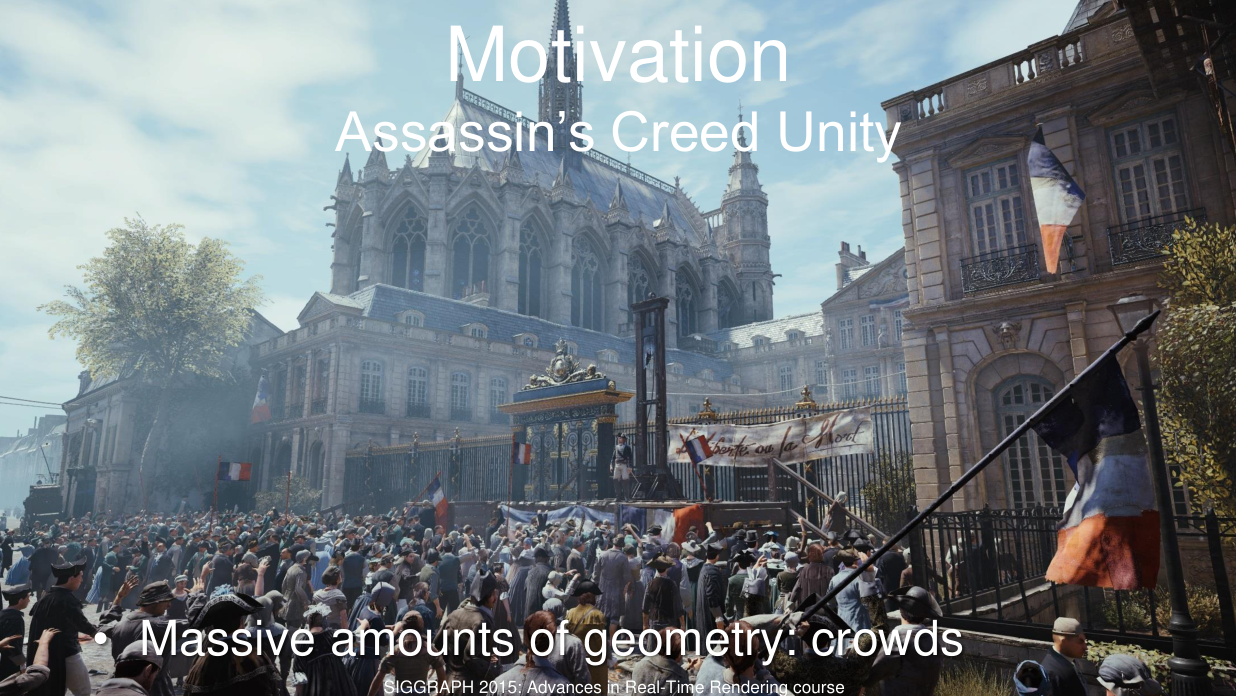 Motivation
Assassin’s Creed Unity
Liberté ou la Mort
• Massive amounts of geometry: crowds
SIGGRAPH 2015: Advances in Real-Time Rendering course